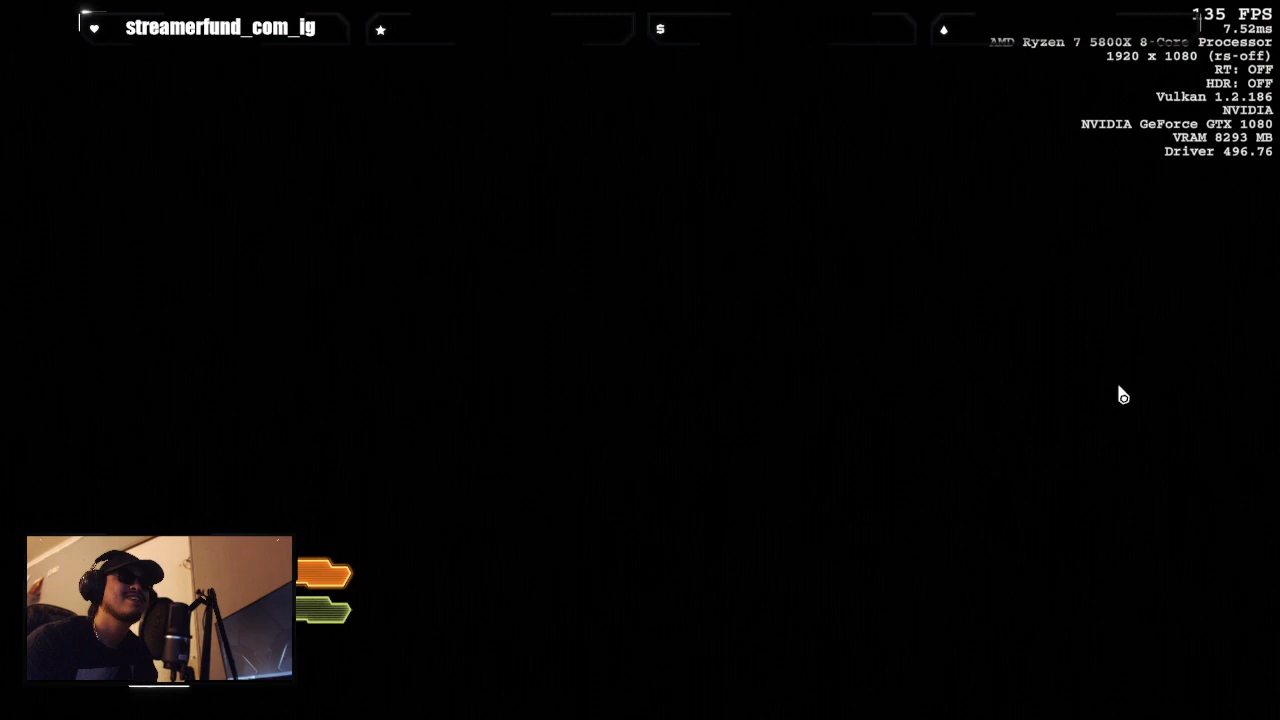 streamerfund_com_ig
$
135 FPS
7.52ms
AMD Ryzen 7 5800X 8-Core Processor
1920 x 1080 (rs-off)
RT: OFF
HDR: OFF
Vulkan 1.2.186
NVIDIA
NVIDIA GeForce GTX 1080
VRAM 8293 MB
Driver 496.76